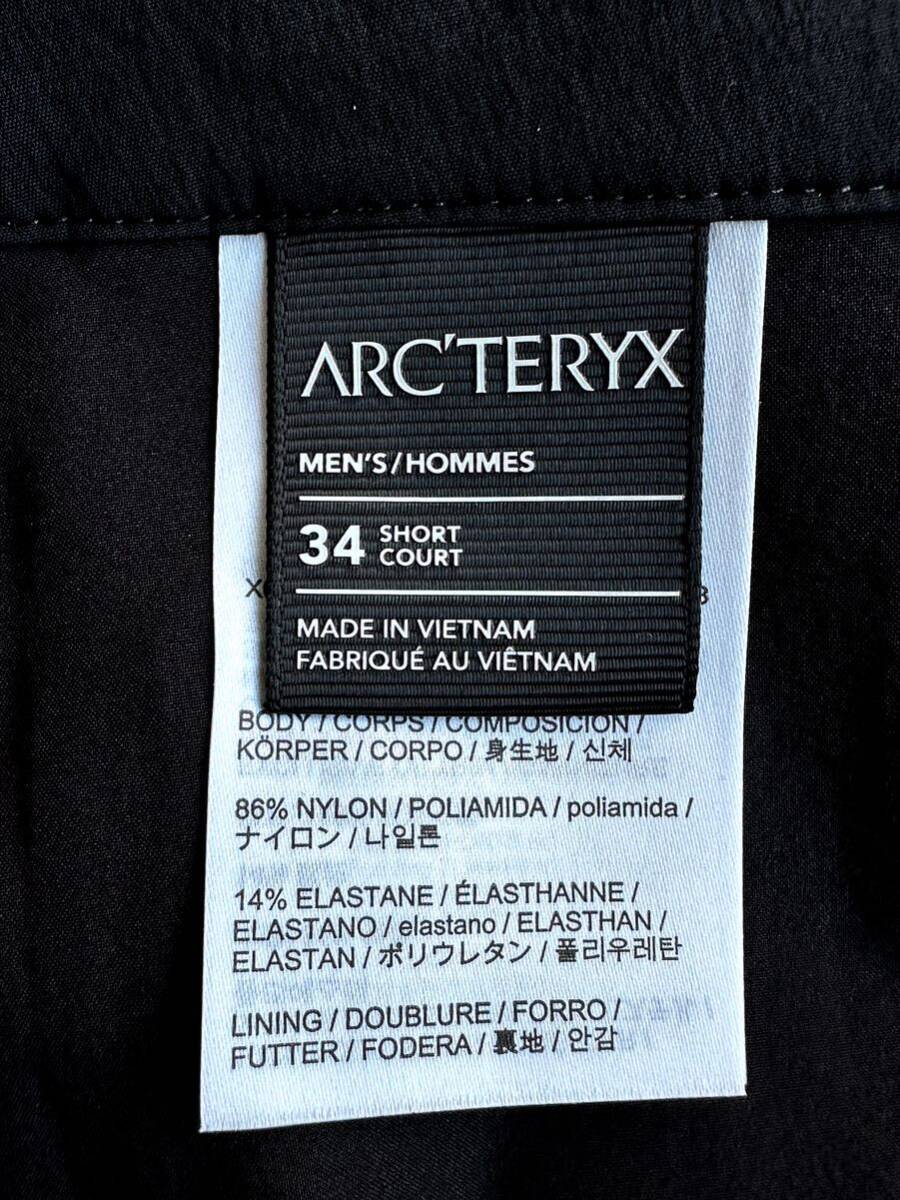 ARC'TERYX
MEN'S/HOMMES
34 SHORT
COURT
MADE IN VIETNAM
FABRIQUÉ AU VIÊTNAM
BODY / CORPS / COMPOSICIÓN /
KÖRPER / CORPO / 身生地 / 신체
86% NYLON / POLIAMIDA / poliamida /
ナイロン / 나일론
14% ELASTANE / ÉLASTHANNE /
ELASTANO / elastano / ELASTHAN /
ELASTAN / ポリウレタン / 폴리우레탄
LINING / DOUBLURE / FORRO /
FUTTER / FODERA / 裏地 / 안감